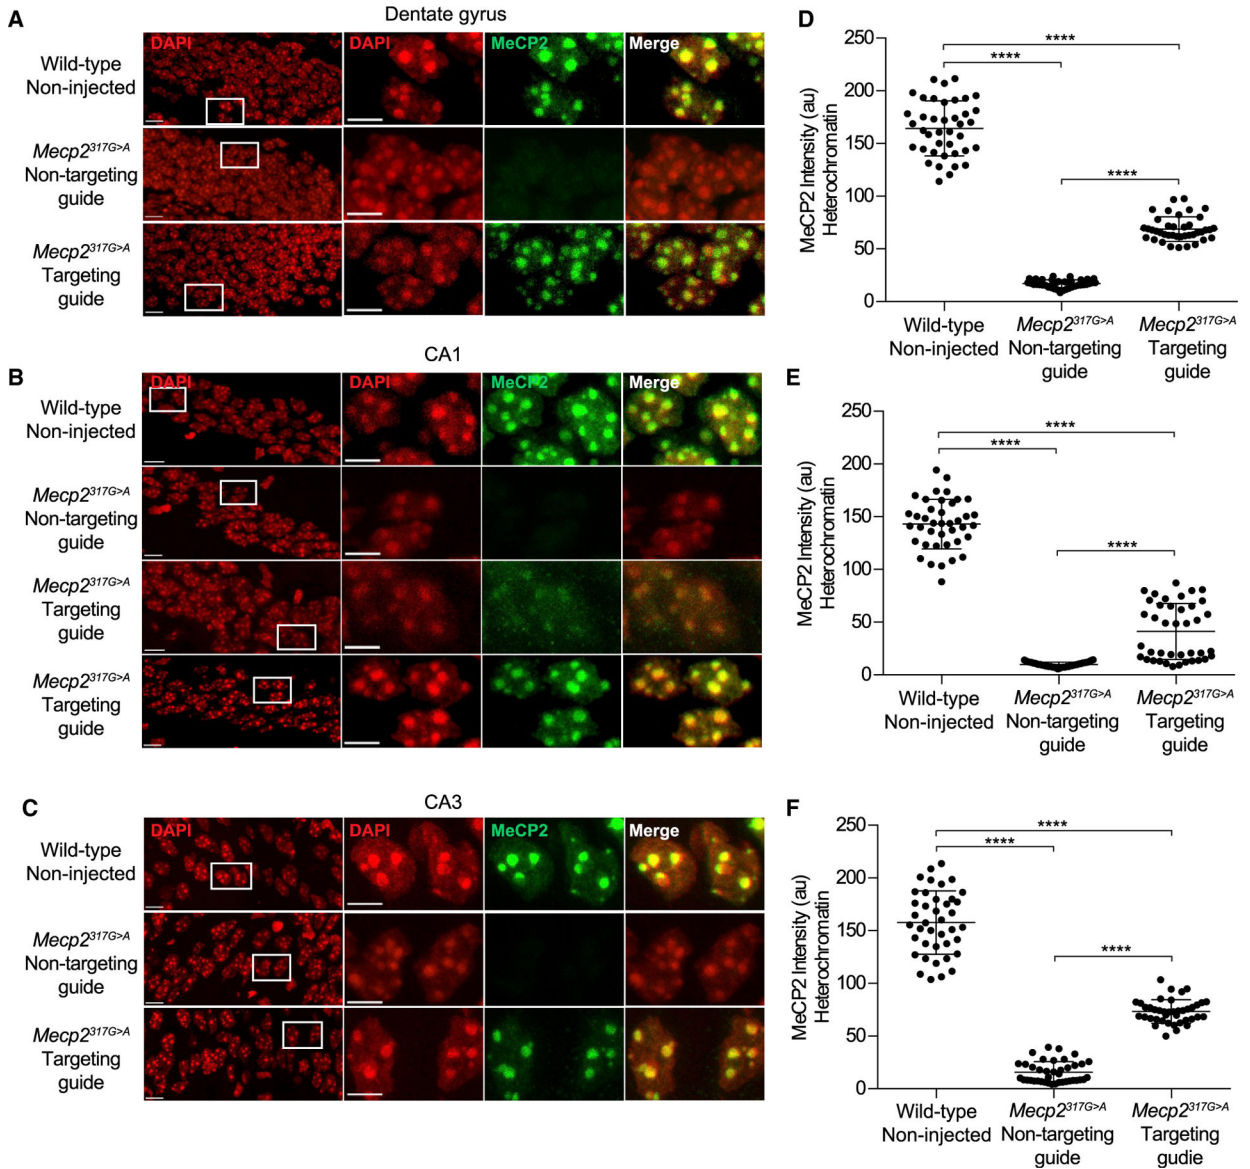 A
Dentate gyrus
DAPI
DAPI
MeCP2
Merge
Wild-type
Non-injected
Mecp2317G>A
Non-targeting
guide
Mecp2317G>A
Targeting
guide
B
CA1
DAPI
DAPI
MeCP2
Merge
Wild-type
Non-injected
Mecp2317G>A
Non-targeting
guide
Mecp2317G>A
Targeting
guide
Mecp2317G>A
Targeting
guide
C
CA3
DAPI
DAPI
MeCP2
Merge
Wild-type
Non-injected
Mecp2317G>A
Non-targeting
guide
Mecp2317G>A
Targeting
guide
D
MeCP2 Intensity (au)
Heterochromatin
250
200
150
100
50
0
****
****
****
Wild-type
Non-injected
Mecp2317G>A
Non-targeting
guide
Mecp2317G>A
Targeting
guide
E
MeCP2 Intensity (au)
Heterochromatin
250
200
150
100
50
0
****
****
****
Wild-type
Non-injected
Mecp2317G>A
Non-targeting
guide
Mecp2317G>A
Targeting
guide
F
MeCP2 Intensity (au)
Heterochromatin
250
200
150
100
50
0
****
****
****
Wild-type
Non-injected
Mecp2317G>A
Non-targeting
guide
Mecp2317G>A
Targeting
gudie